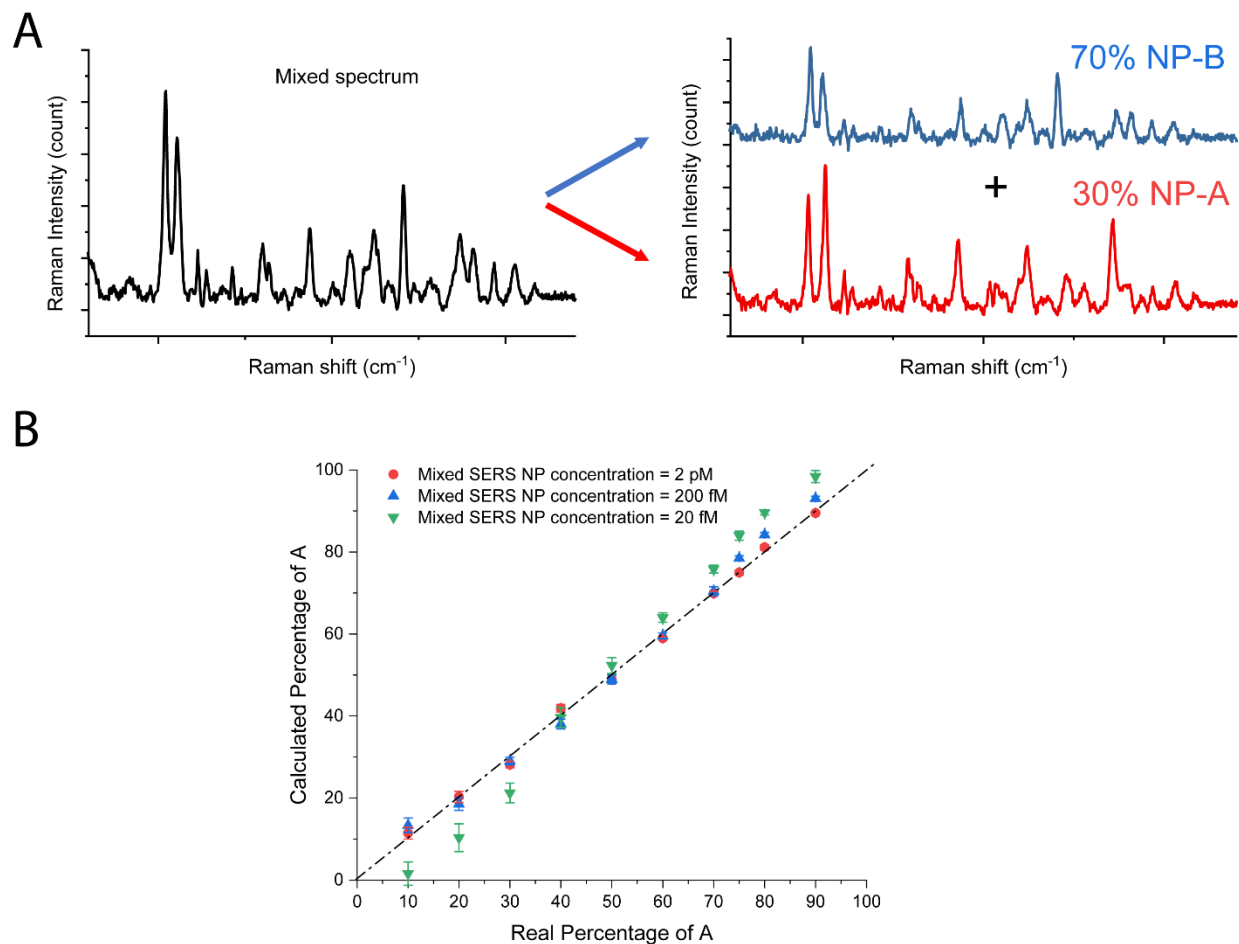 A
Mixed spectrum
Raman Intensity (count)
Raman shift (cm⁻¹)
70% NP-B
+
30% NP-A
Raman Intensity (count)
Raman shift (cm⁻¹)
B
Mixed SERS NP concentration = 2 pM
Mixed SERS NP concentration = 200 fM
Mixed SERS NP concentration = 20 fM
Calculated Percentage of A
100
80
60
40
20
0
0 10 20 30 40 50 60 70 80 90 100
Real Percentage of A